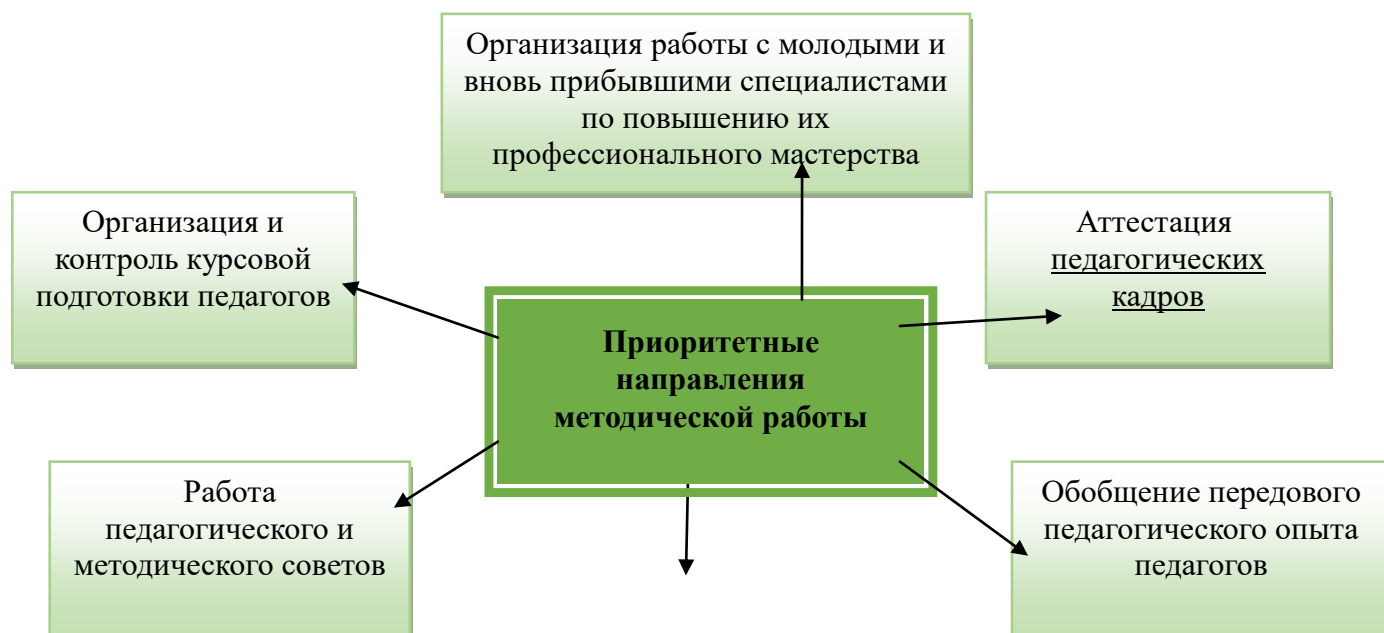 Организация работы с молодыми и
вновь прибывшими специалистами
по повышению их
профессионального мастерства
Организация и
контроль курсовой
подготовки педагогов
Аттестация
педагогических
кадров
Приоритетные
направления
методической работы
Работа
педагогического и
методического советов
Обобщение передового
педагогического опыта
педагогов